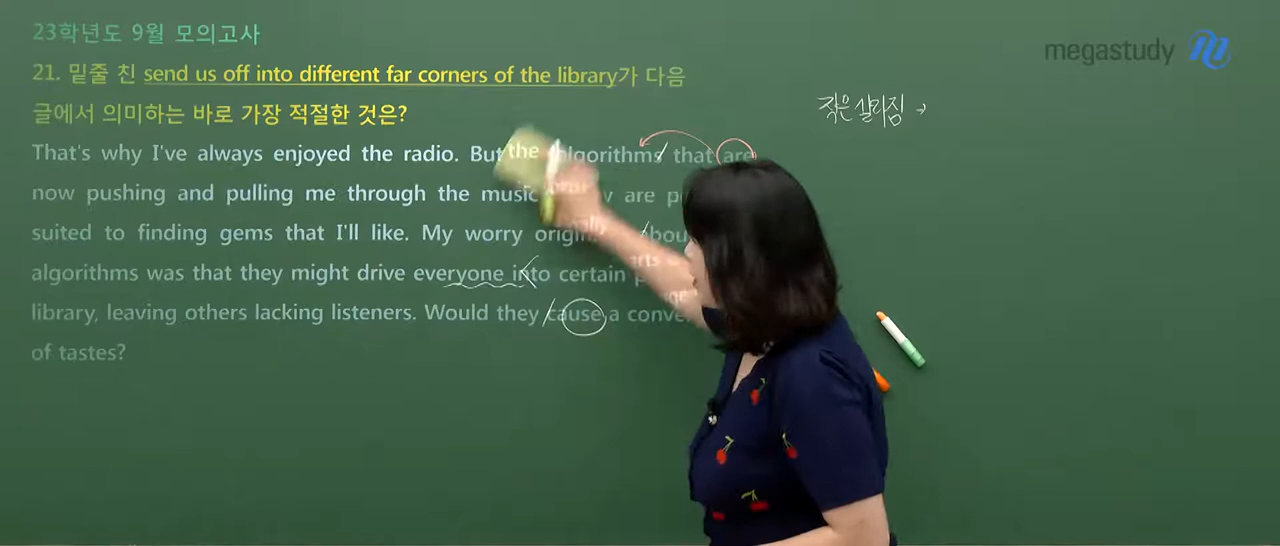 23학년도 9월 모의고사
megastudy
21. 밑줄 친 send us off into different far corners of the library가 다음
글에서 의미하는 바로 가장 적절한 것은?
작은 살라짐 →
That's why I've always enjoyed the radio. But the algorithms that are
now pushing and pulling me through the music are
suited to finding gems that I'll like. My worry originally about
algorithms was that they might drive everyone into certain
library, leaving others lacking listeners. Would they cause a
of tastes?